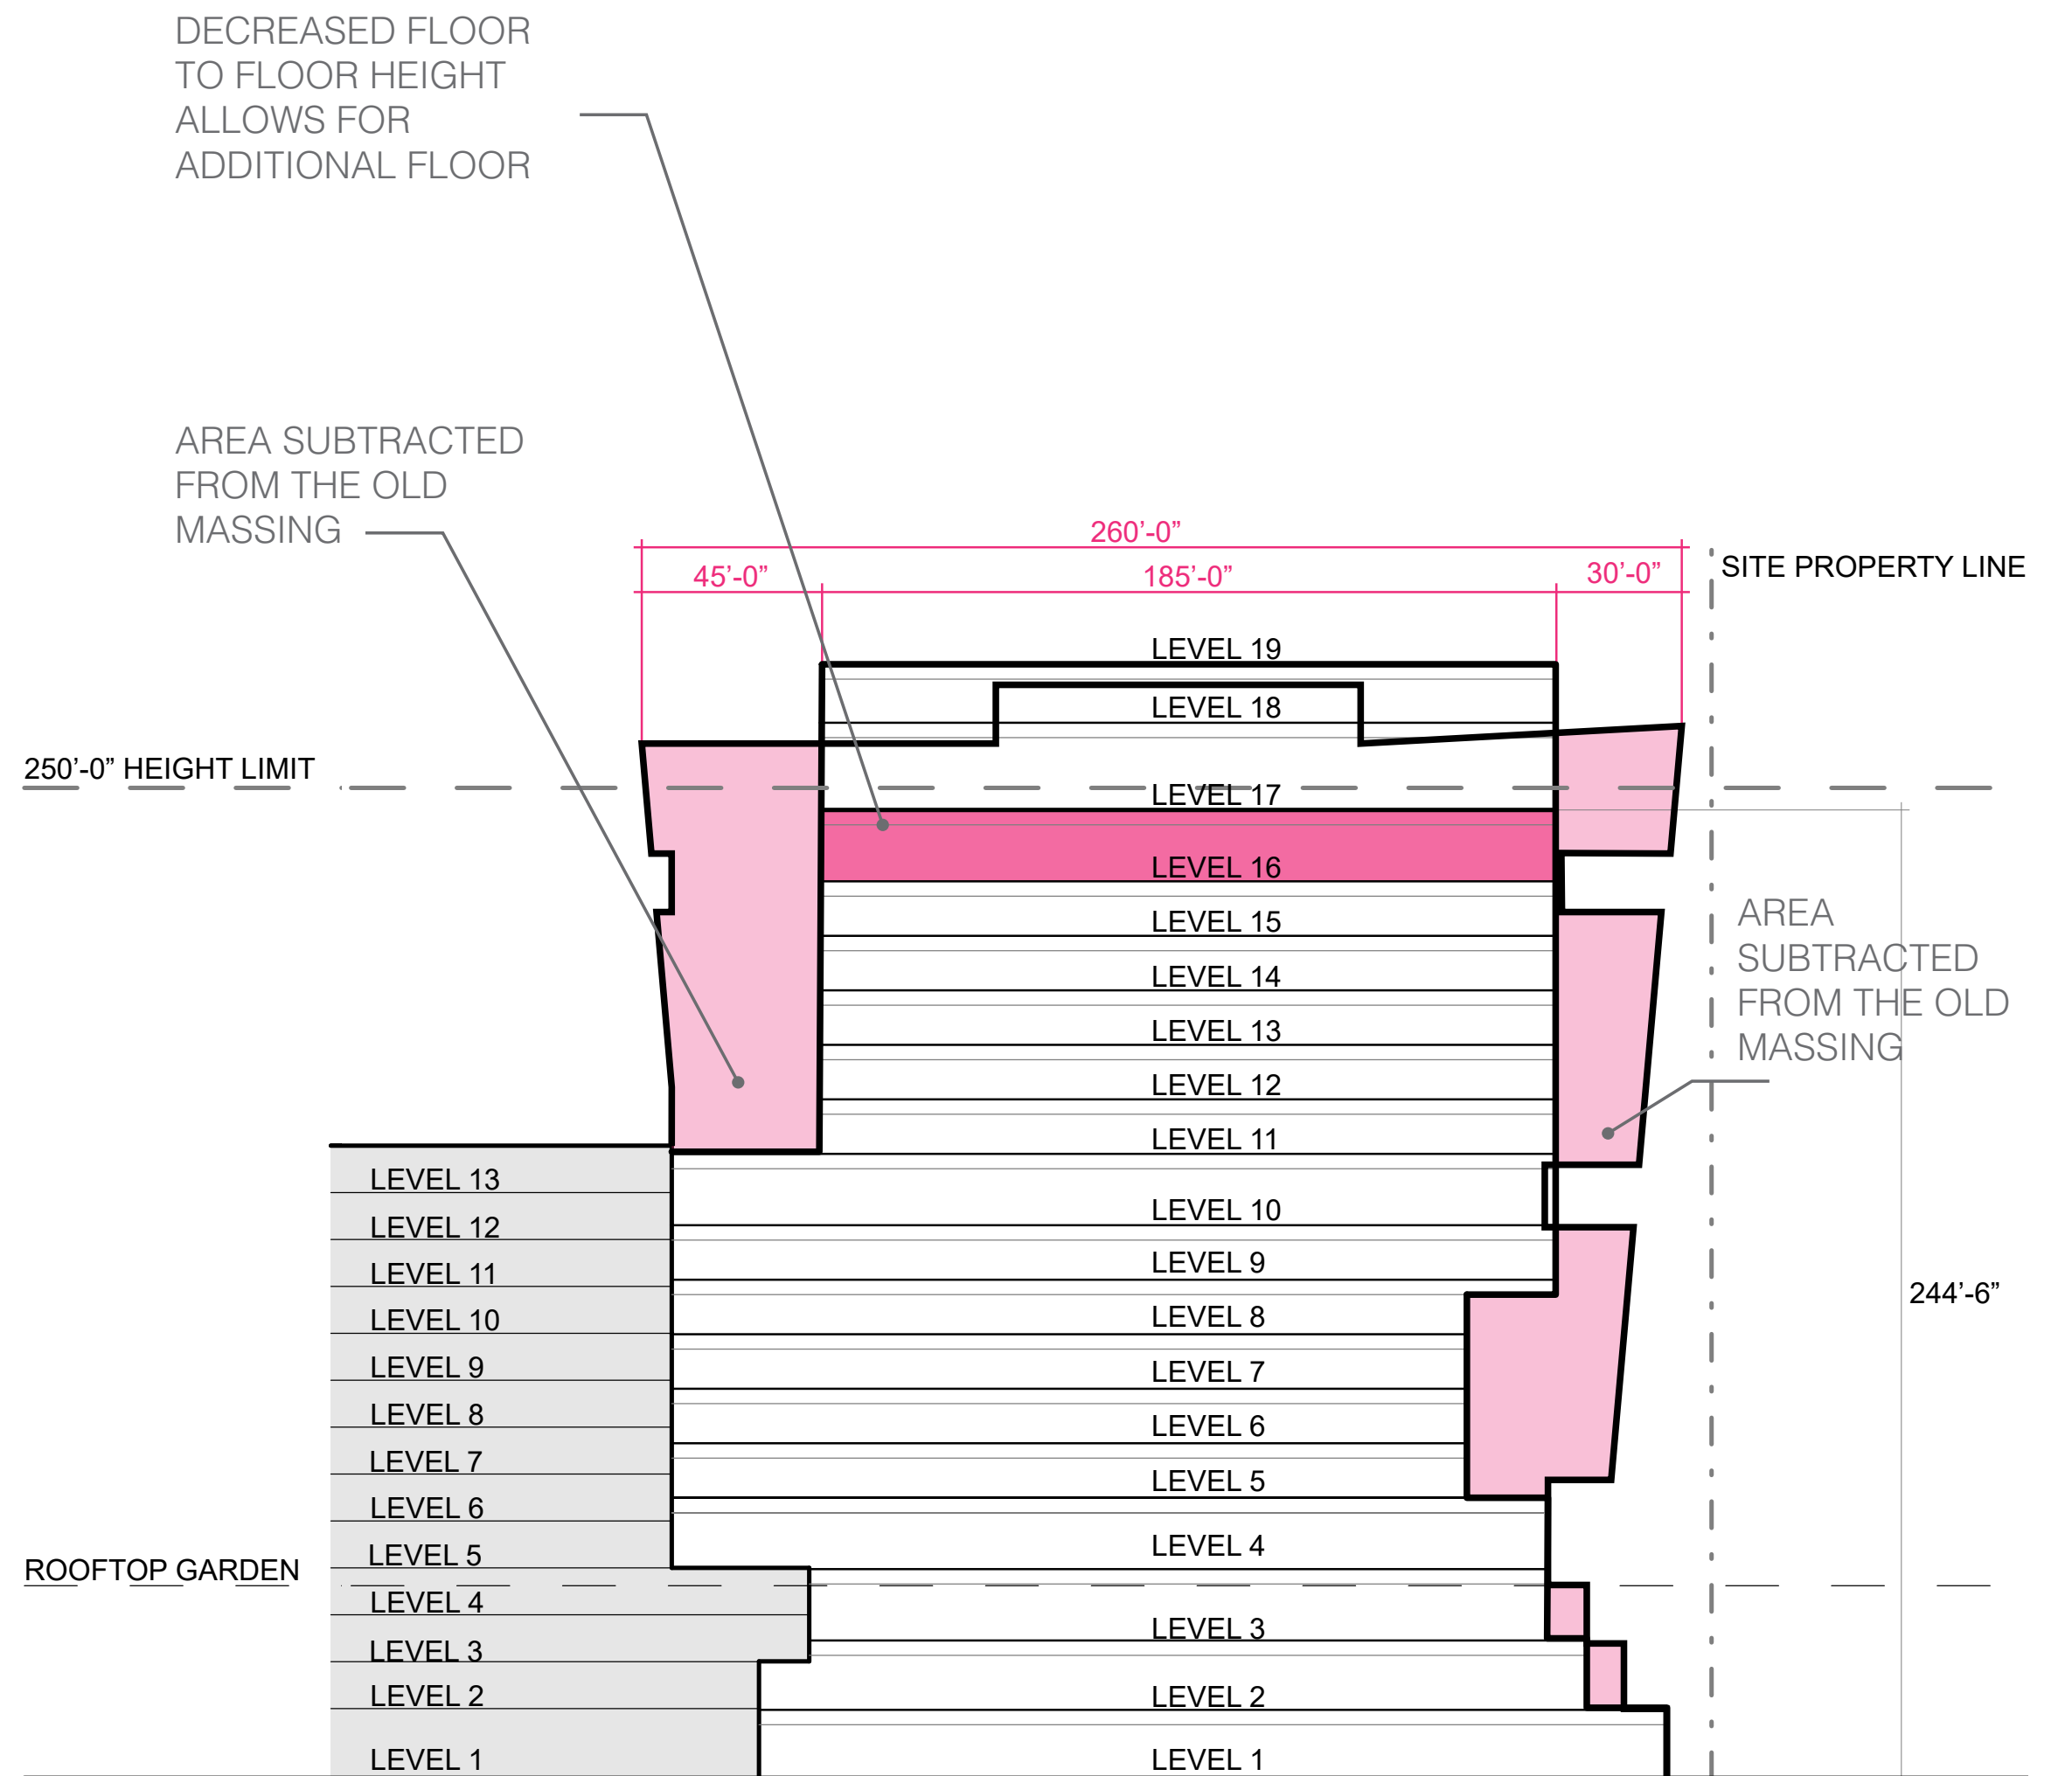 DECREASED FLOOR
TO FLOOR HEIGHT
ALLOWS FOR
ADDITIONAL FLOOR
AREA SUBTRACTED
FROM THE OLD
MASSING
260’-0”
45’-0”
185’-0”
30’-0”
SITE PROPERTY LINE
LEVEL 19
LEVEL 18
250’-0” HEIGHT LIMIT
LEVEL 17
LEVEL 16
LEVEL 15
LEVEL 14
LEVEL 13
LEVEL 12
LEVEL 11
LEVEL 10
LEVEL 9
LEVEL 8
LEVEL 7
LEVEL 6
LEVEL 5
LEVEL 4
LEVEL 3
LEVEL 2
LEVEL 1
AREA
SUBTRACTED
FROM THE OLD
MASSING
244’-6”
LEVEL 13
LEVEL 12
LEVEL 11
LEVEL 10
LEVEL 9
LEVEL 8
LEVEL 7
LEVEL 6
LEVEL 5
ROOFTOP GARDEN
LEVEL 4
LEVEL 3
LEVEL 2
LEVEL 1